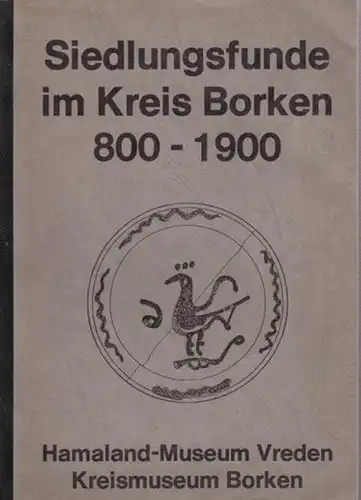 Siedlungsfunde
im Kreis Borken
800 - 1900
Hamaland-Museum Vreden
Kreismuseum Borken